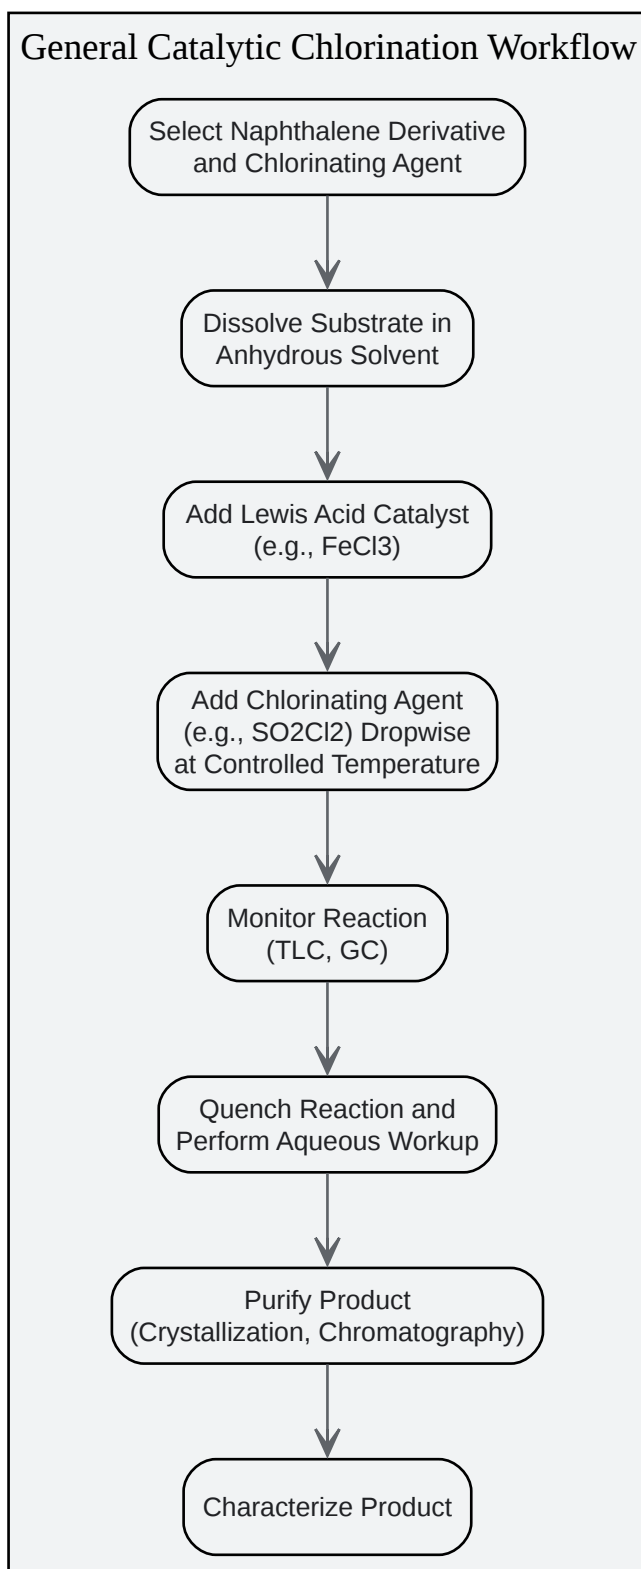 General Catalytic Chlorination Workflow
Select Naphthalene Derivative
and Chlorinating Agent
Dissolve Substrate in
Anhydrous Solvent
Add Lewis Acid Catalyst
(e.g., FeCl3)
Add Chlorinating Agent
(e.g., SO2Cl2) Dropwise
at Controlled Temperature
Monitor Reaction
(TLC, GC)
Quench Reaction and
Perform Aqueous Workup
Purify Product
(Crystallization, Chromatography)
Characterize Product